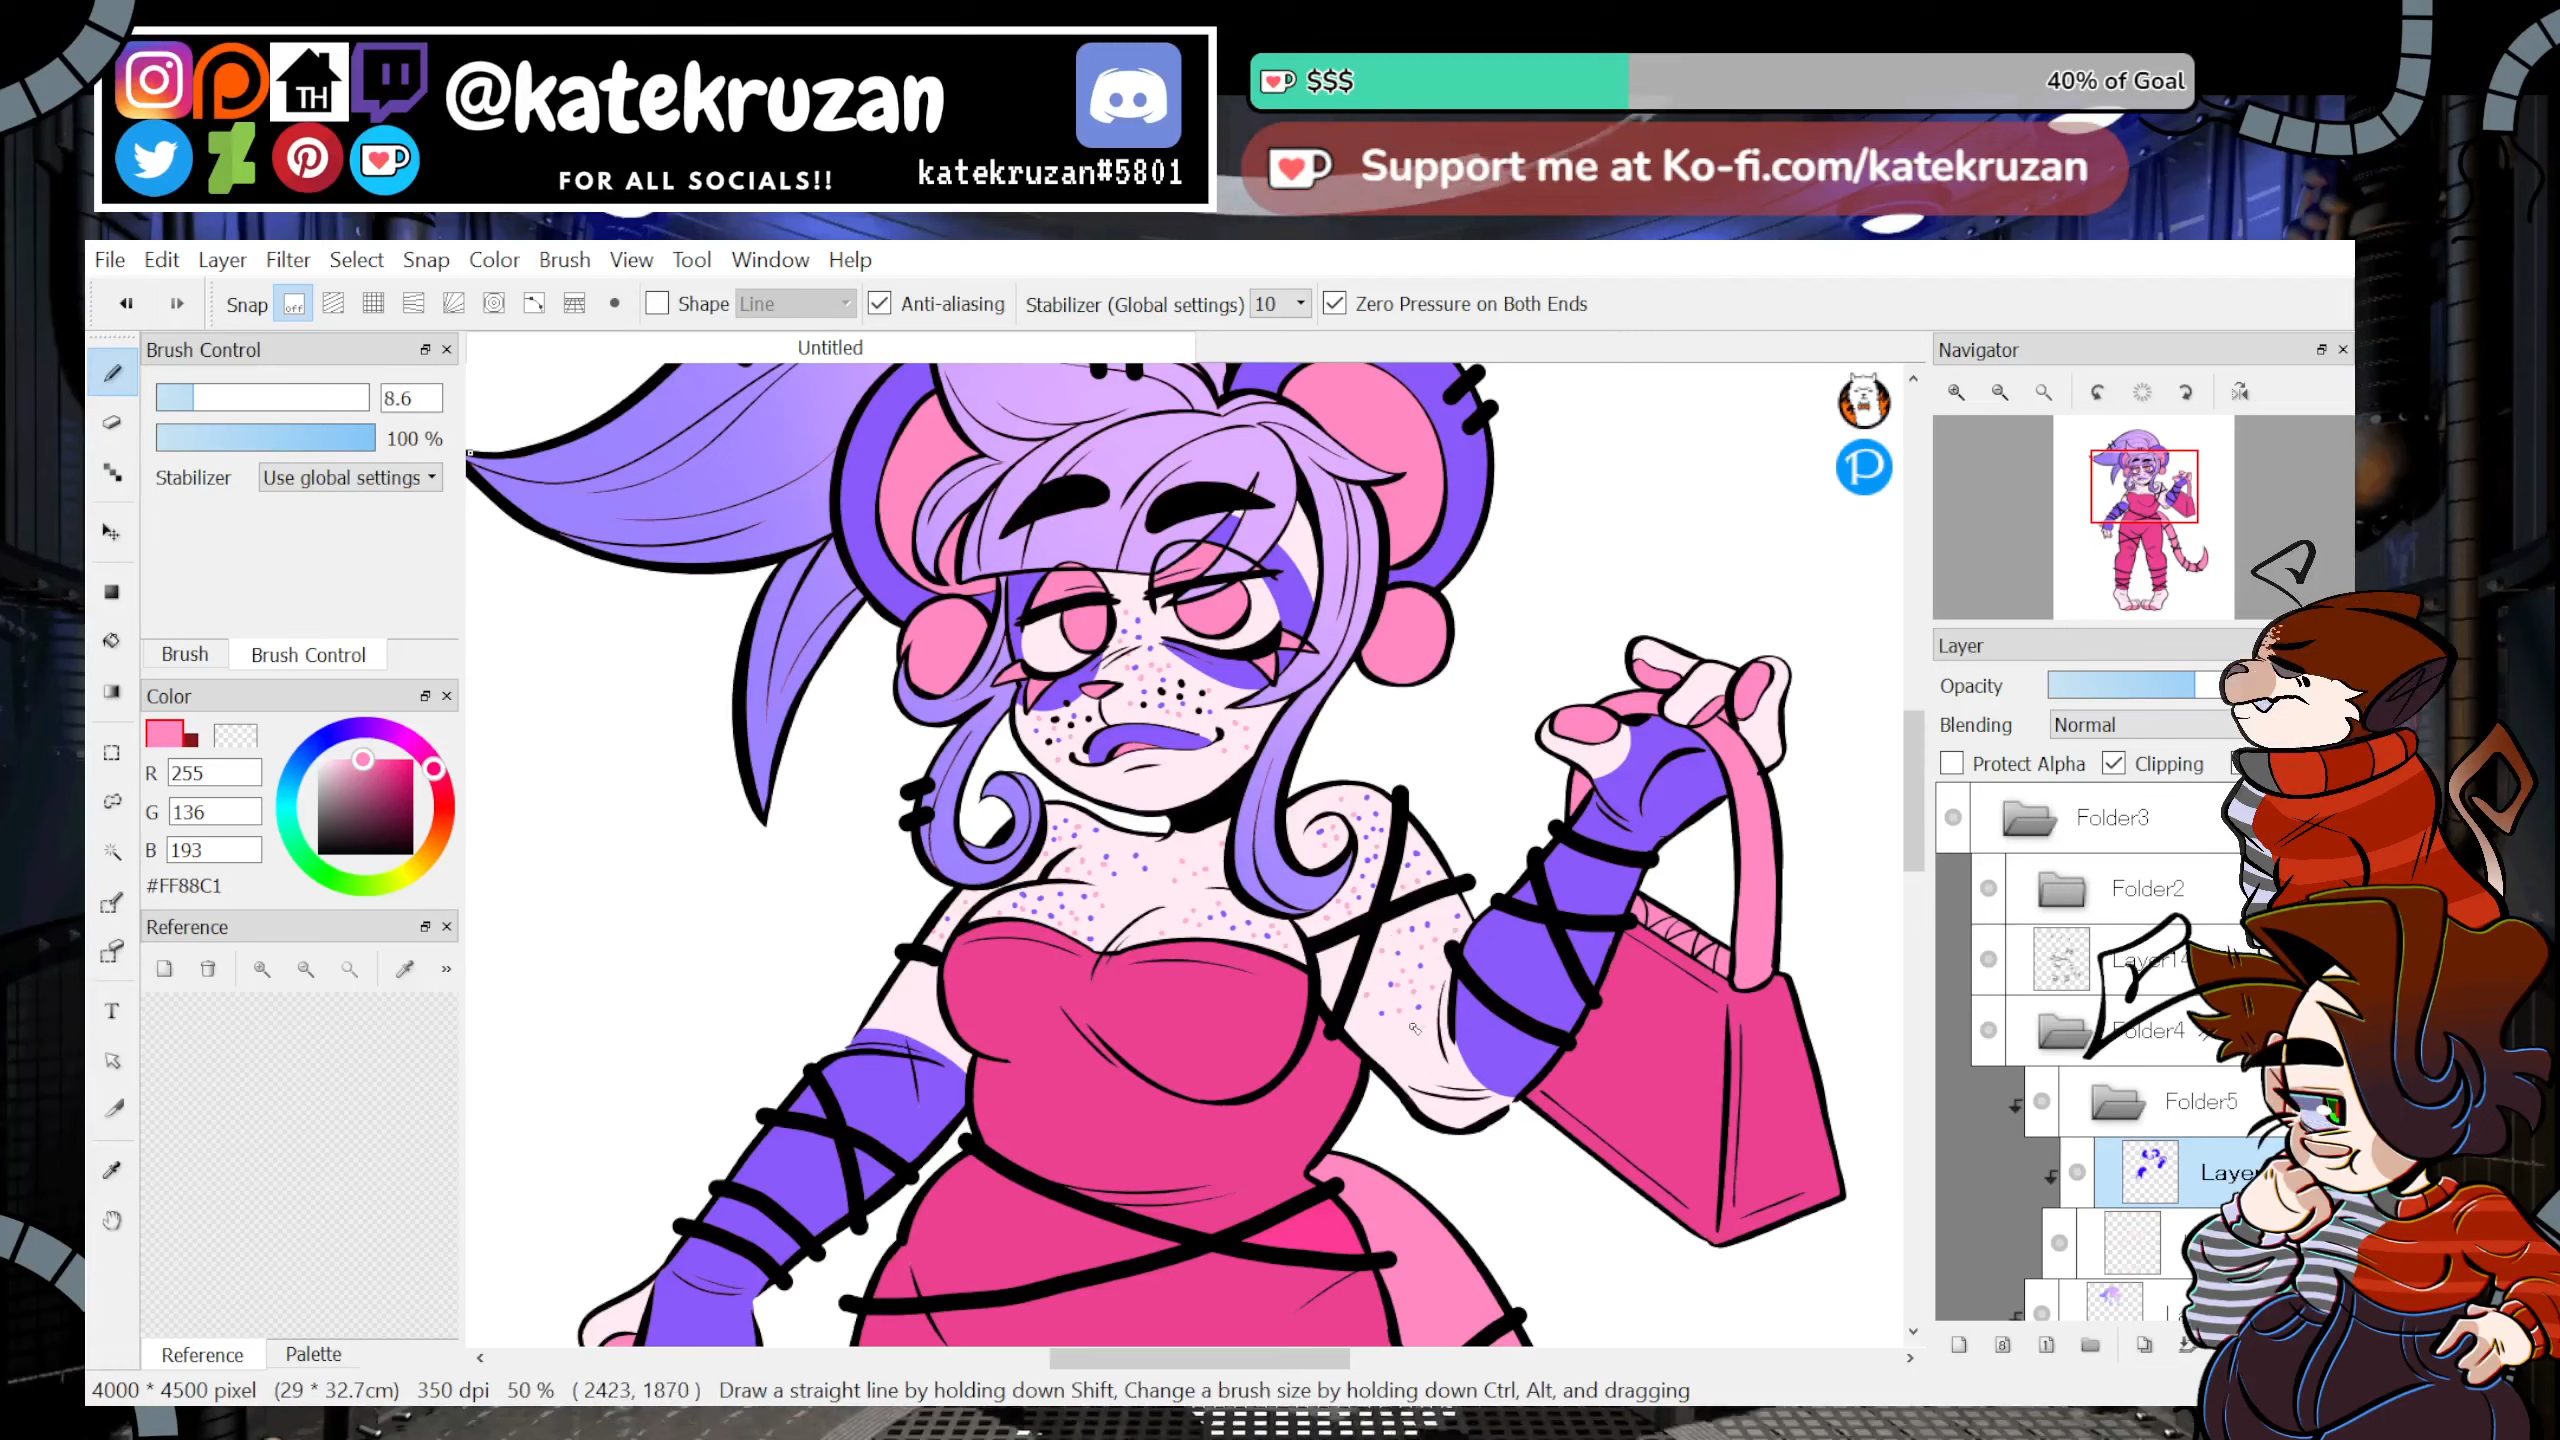 TH
@katekruzan
FOR ALL SOCIALS!!
katekruzan#5801
$$$
40% of Goal
Support me at Ko-fi.com/katekruzan
File Edit Layer Filter Select Snap Color Brush View Tool Window Help
Snap off Shape Line Anti-aliasing Stabilizer (Global settings) 10 Zero Pressure on Both Ends
Brush Control
Untitled
Navigator
8.6
100 %
Stabilizer Use global settings
Brush Brush Control
Color
R 255
G 136
B 193
#FF88C1
Reference
Reference Palette
Layer
Opacity
Blending Normal
Protect Alpha Clipping
Folder3
Folder2
Layer14
Folder4
Folder5
4000 * 4500 pixel (29 * 32.7cm) 350 dpi 50 % ( 2423, 1870 ) Draw a straight line by holding down Shift, Change a brush size by holding down Ctrl, Alt, and dragging